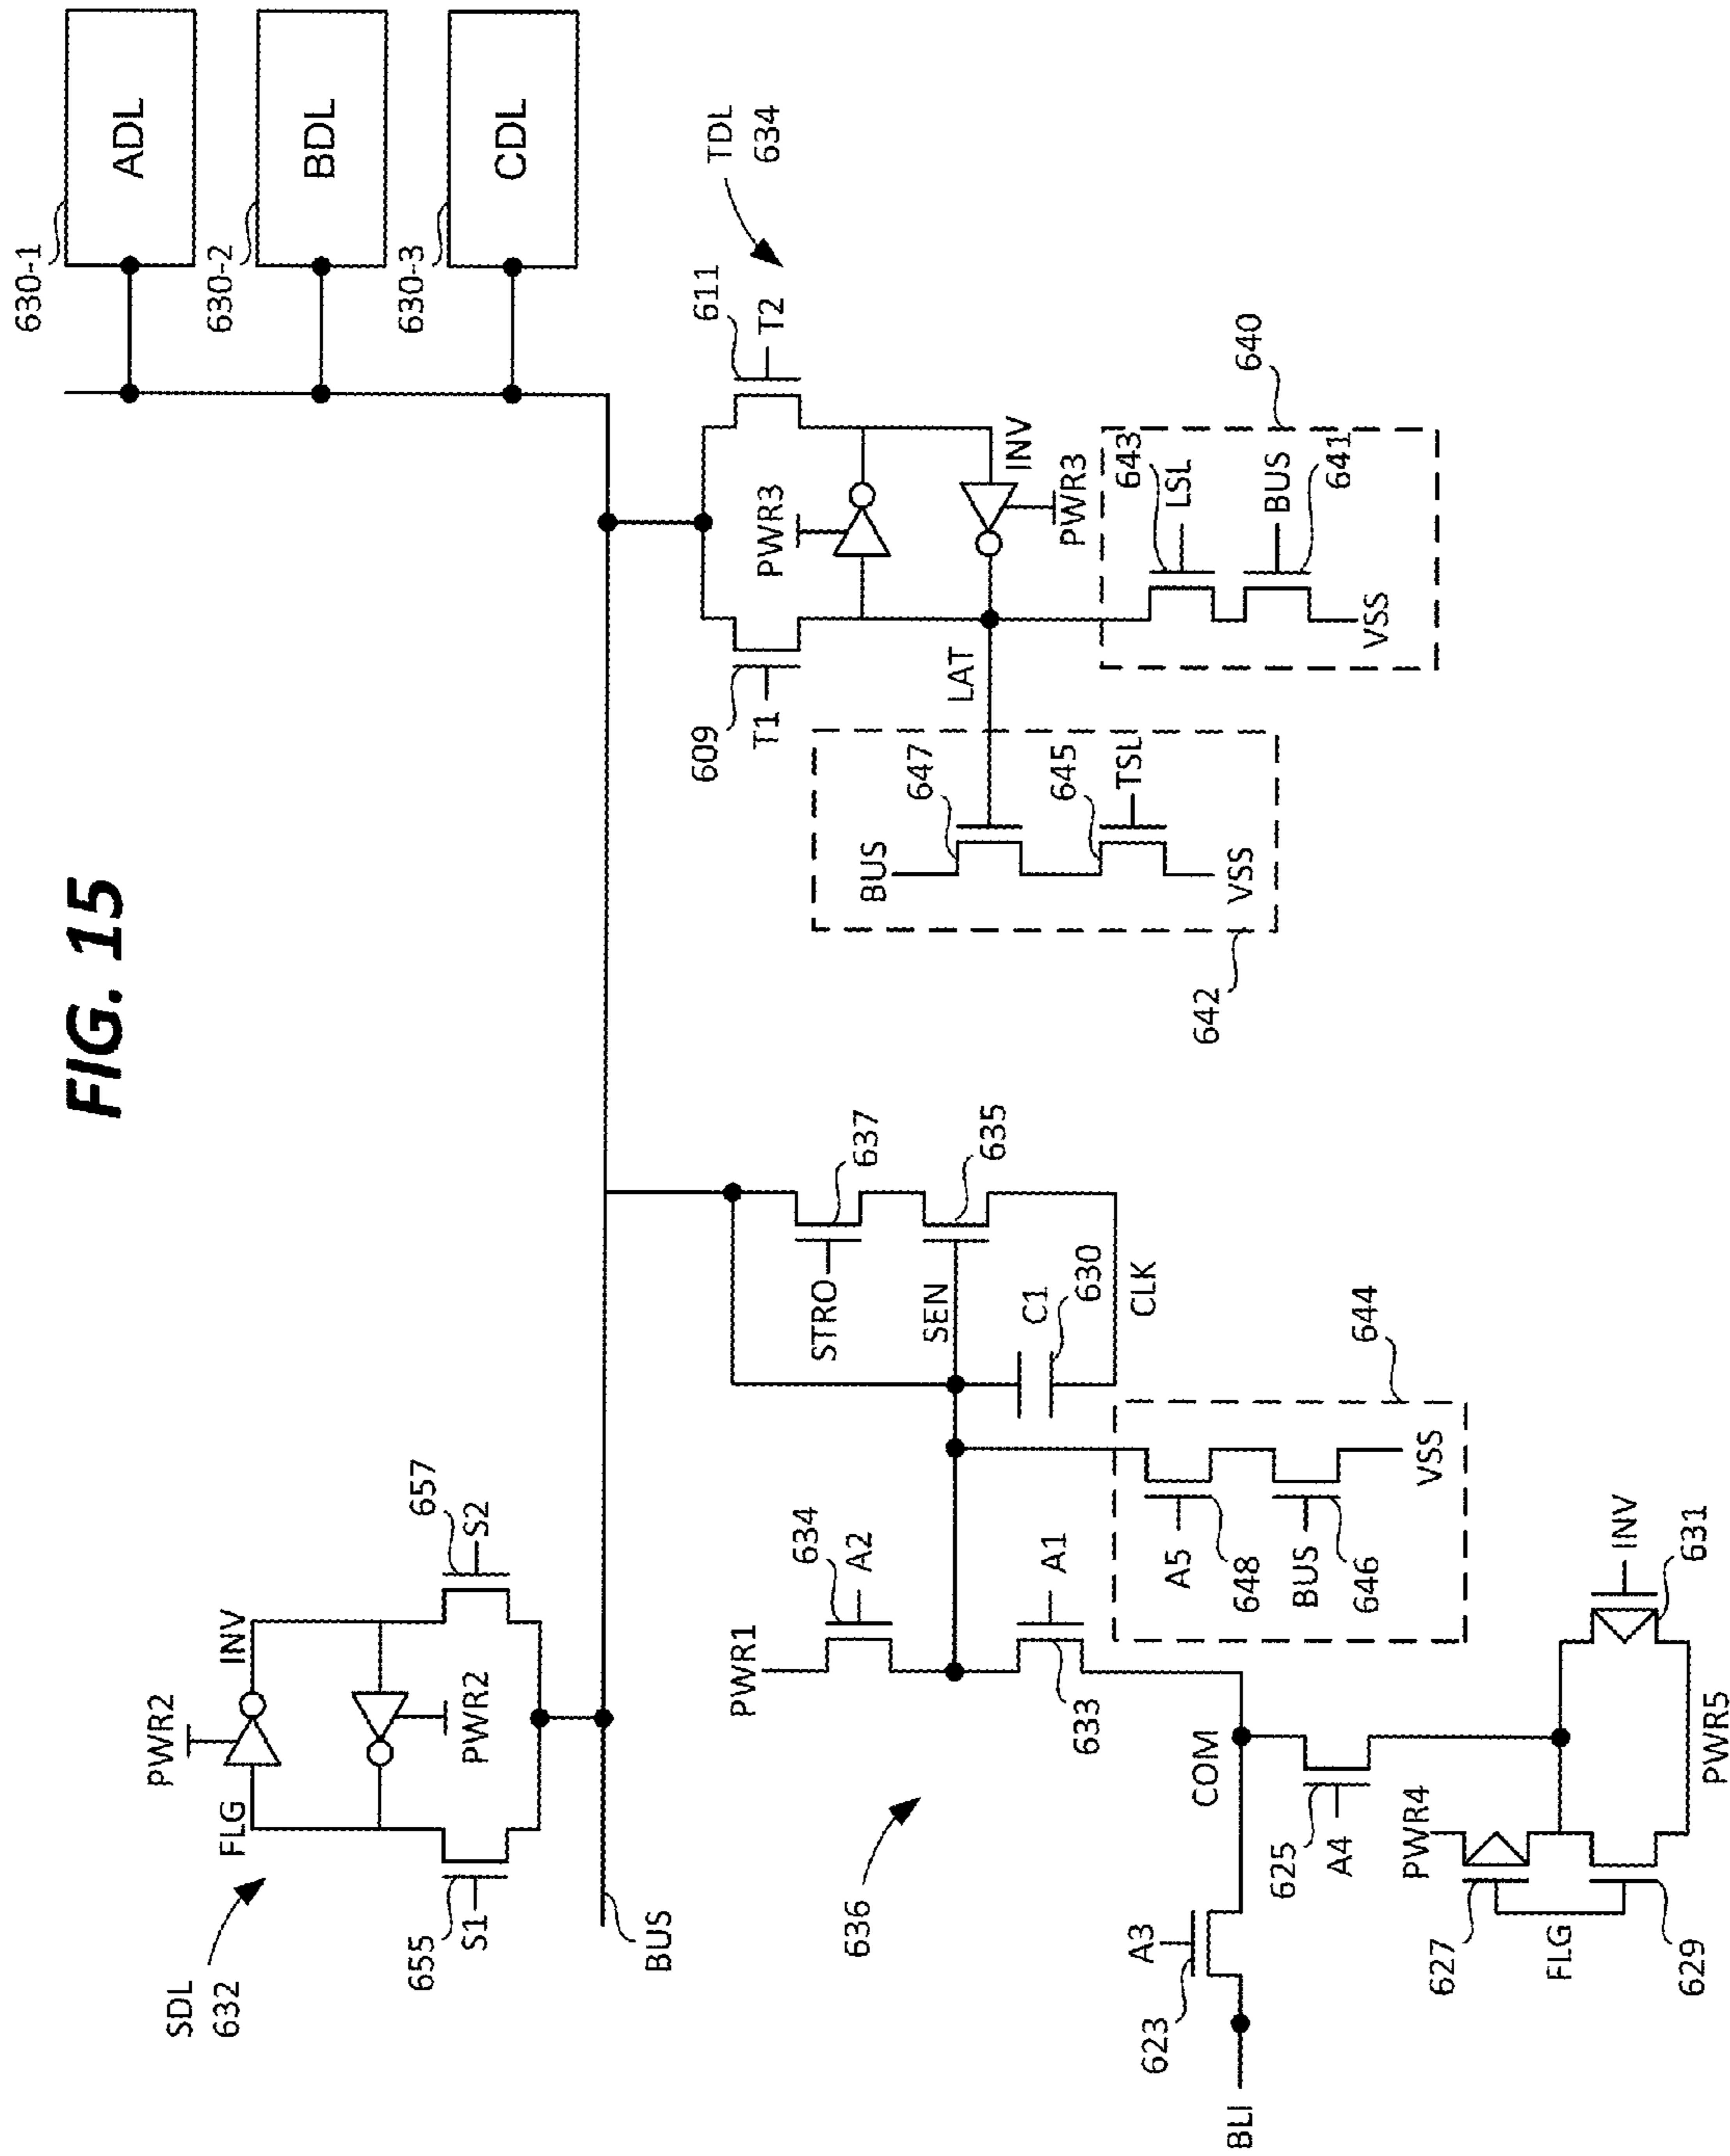 FIG. 15
SDL
632
PWR2
FLG
INV
PWR2
655
S1
S2
657
BUS
630-1
ADL
630-2
BDL
630-3
CDL
TDL
634
609
T1
611
T2
PWR3
INV
PWR3
LAT
640
643
LSL
BUS
641
VSS
642
BUS
647
645
TSL
VSS
STRO
637
SEN
635
C1
630
CLK
644
A5
648
BUS
646
VSS
636
PWR1
634
A2
A1
633
COM
A3
623
BLI
625
A4
PWR4
627
FLG
629
PWR5
INV
631